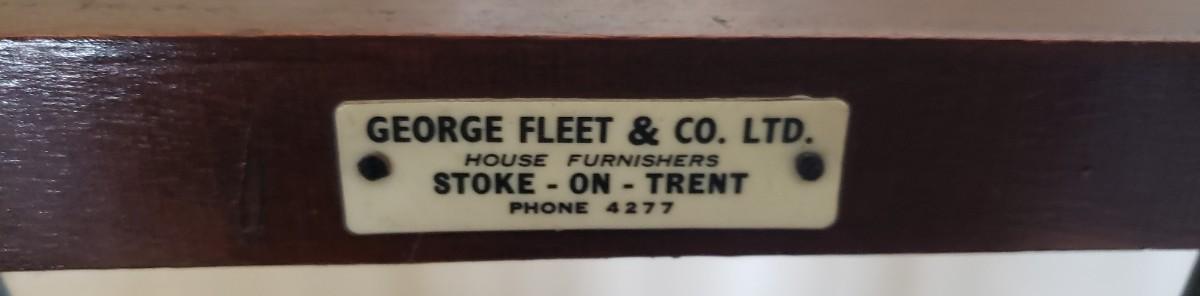 GEORGE FLEET & CO. LTD.
HOUSE FURNISHERS
STOKE - ON - TRENT
PHONE 4277